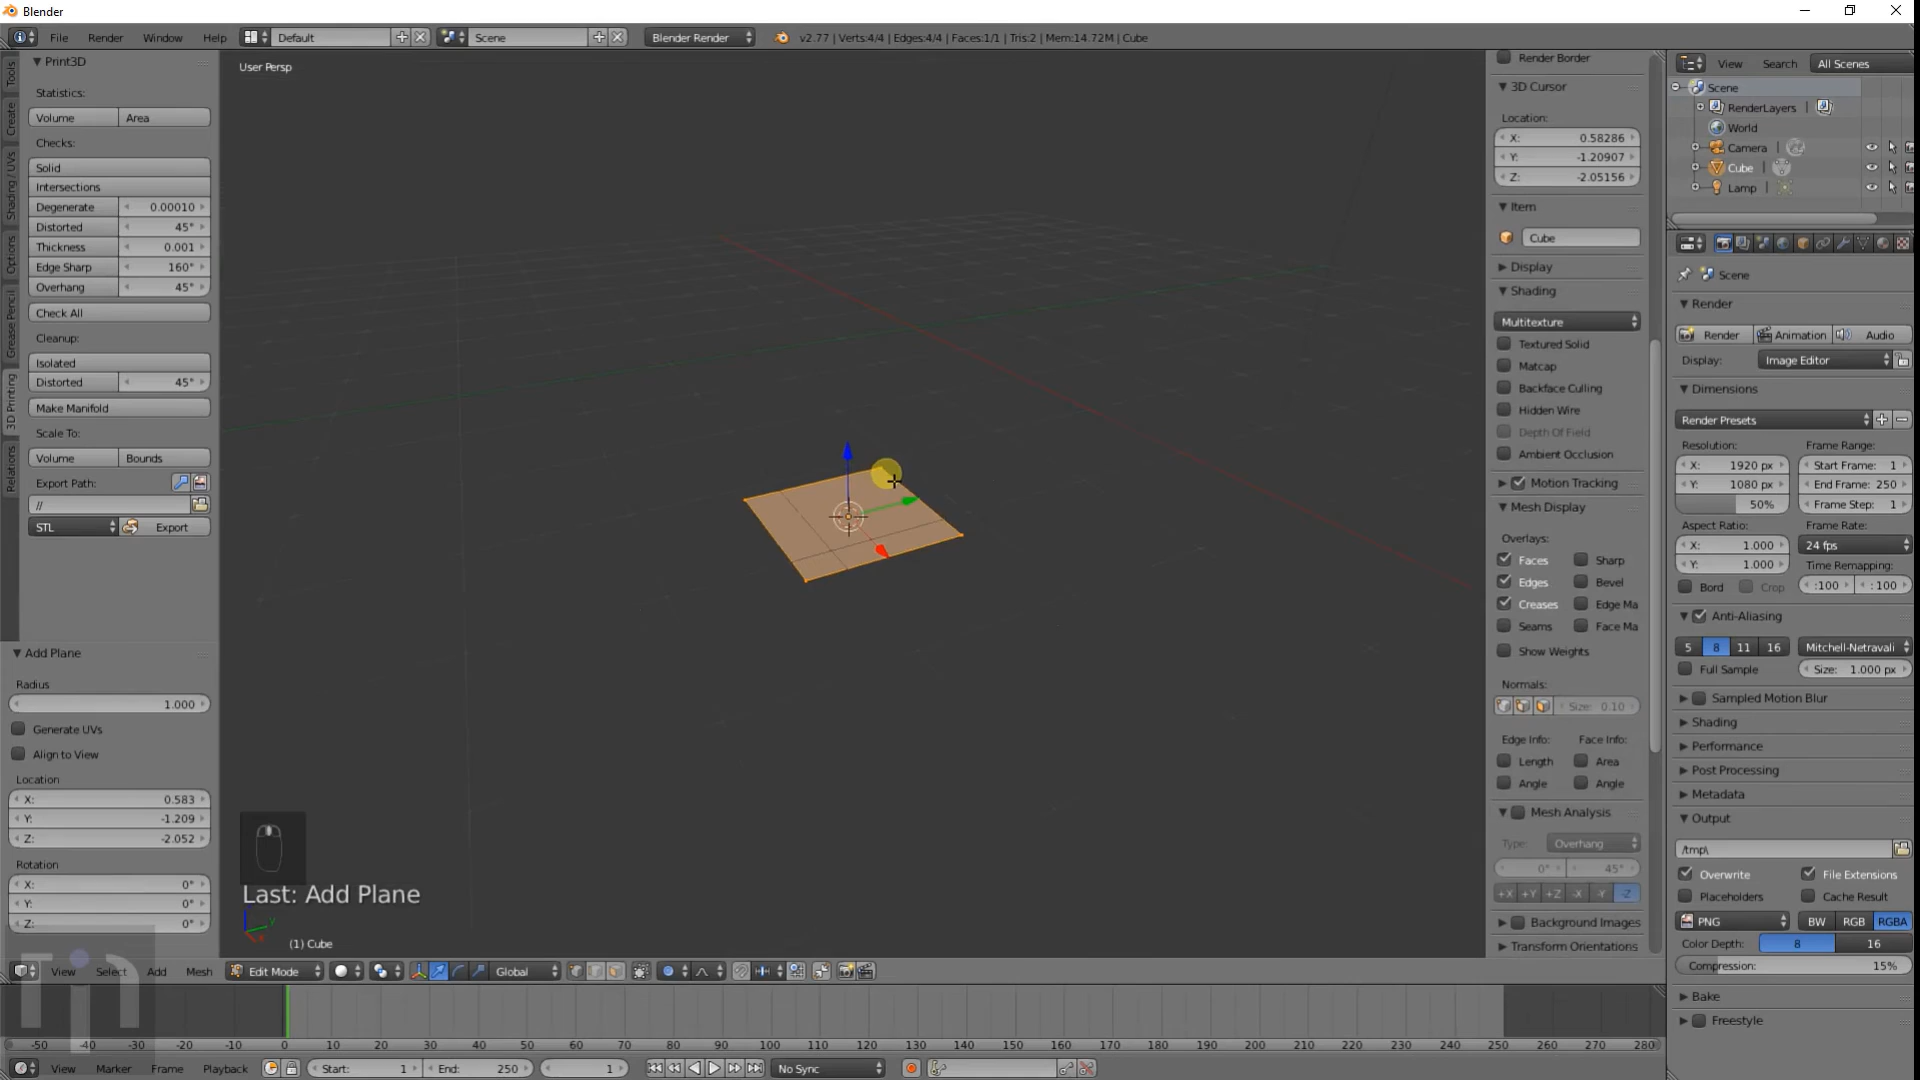 Blender
File Render Window Help Default Scene Blender Render v2.77 | Verts:4/4 | Edges:4/4 | Faces:1/1 | Tris:2 | Mem:14.72M | Cube
Tools
Create
Shading / UVs
Options
Grease Pencil
3D Printing
Relations
Print3D
Statistics:
Volume Area
Checks:
Solid
Intersections
Degenerate 0.00010
Distorted 45°
Thickness 0.001
Edge Sharp 160°
Overhang 45°
Check All
Cleanup:
Isolated
Distorted 45°
Make Manifold
Scale To:
Volume Bounds
Export Path:
//
STL Export
Add Plane
Radius
1.000
Generate UVs
Align to View
Location
X: 0.583
Y: -1.209
Z: -2.052
Rotation
X: 0°
Y: 0°
Z: 0°
User Persp
Last: Add Plane
(1) Cube
Render Border
3D Cursor
Location:
X: 0.58286
Y: -1.20907
Z: -2.05156
Item
Cube
Display
Shading
Multitexture
Textured Solid
Matcap
Backface Culling
Hidden Wire
Depth Of Field
Ambient Occlusion
Motion Tracking
Mesh Display
Overlays:
Faces Sharp
Edges Bevel
Creases Edge Ma
Seams Face Ma
Show Weights
Normals:
Size: 0.10
Edge Info: Face Info:
Length Area
Angle Angle
Mesh Analysis
Type: Overhang
0° 45°
+X +Y +Z -X -Y -Z
Background Images
Transform Orientations
View Search All Scenes
Scene
RenderLayers |
World
Camera |
Cube |
Lamp |
Scene
Render
Render Animation Audio
Display: Image Editor
Dimensions
Render Presets
Resolution: Frame Range:
X: 1920 px Start Frame: 1
Y: 1080 px End Frame: 250
50% Frame Step: 1
Aspect Ratio: Frame Rate:
X: 1.000 24 fps
Y: 1.000 Time Remapping:
Bord Crop :100 :100
Anti-Aliasing
5 8 11 16 Mitchell-Netravali
Full Sample Size: 1.000 px
Sampled Motion Blur
Shading
Performance
Post Processing
Metadata
Output
/tmp\
Overwrite File Extensions
Placeholders Cache Result
PNG BW RGB RGBA
Color Depth: 8 16
Compression: 15%
Bake
Freestyle
View Select Add Mesh Edit Mode Global
-50 -40 -30 -20 -10 0 10 20 30 40 50 60 70 80 90 100 110 120 130 140 150 160 170 180 190 200 210 220 230 240 250 260 270 280
View Marker Frame Playback Start: 1 End: 250 1 No Sync